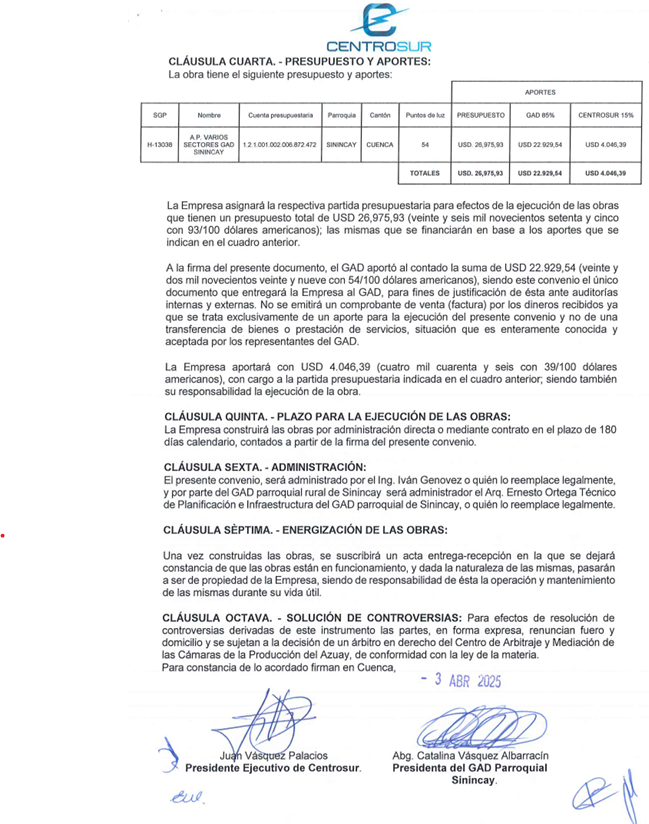 CENTROSUR
CLÁUSULA CUARTA. - PRESUPUESTO Y APORTES:
La obra tiene el siguiente presupuesto y aportes:
APORTES
SGP Nombre Cuenta presupuestaria Parroquia Cantón Puntos de luz PRESUPUESTO GAD 85% CENTROSUR 15%
H-13038 A.P. VARIOS SECTORES GAD SININCAY 1.2.1.001.002.006.872.472 SININCAY CUENCA 54 USD. 26,975,93 USD 22.929,54 USD 4.046,39
TOTALES USD. 26,975,93 USD 22.929,54 USD 4.046,39
La Empresa asignará la respectiva partida presupuestaria para efectos de la ejecución de las obras
que tienen un presupuesto total de USD 26,975,93 (veinte y seis mil novecientos setenta y cinco
con 93/100 dólares americanos); las mismas que se financiarán en base a los aportes que se
indican en el cuadro anterior.
A la firma del presente documento, el GAD aportó al contado la suma de USD 22.929,54 (veinte y
dos mil novecientos veinte y nueve con 54/100 dólares americanos), siendo este convenio el único
documento que entregará la Empresa al GAD, para fines de justificación de ésta ante auditorías
internas y externas. No se emitirá un comprobante de venta (factura) por los dineros recibidos ya
que se trata exclusivamente de un aporte para la ejecución del presente convenio y no de una
transferencia de bienes o prestación de servicios, situación que es enteramente conocida y
aceptada por los representantes del GAD.
La Empresa aportará con USD 4.046,39 (cuatro mil cuarenta y seis con 39/100 dólares
americanos), con cargo a la partida presupuestaria indicada en el cuadro anterior; siendo también
su responsabilidad la ejecución de la obra.
CLÁUSULA QUINTA. - PLAZO PARA LA EJECUCIÓN DE LAS OBRAS:
La Empresa construirá las obras por administración directa o mediante contrato en el plazo de 180
días calendario, contados a partir de la firma del presente convenio.
CLÁUSULA SEXTA. - ADMINISTRACIÓN:
El presente convenio, será administrado por el Ing. Iván Genovez o quién lo reemplace legalmente,
y por parte del GAD parroquial rural de Sinincay será administrador el Arq. Ernesto Ortega Técnico
de Planificación e Infraestructura del GAD parroquial de Sinincay, o quién lo reemplace legalmente.
CLÁUSULA SÈPTIMA. - ENERGIZACIÓN DE LAS OBRAS:
Una vez construidas las obras, se suscribirá un acta entrega-recepción en la que se dejará
constancia de que las obras están en funcionamiento, y dada la naturaleza de las mismas, pasarán
a ser de propiedad de la Empresa, siendo de responsabilidad de ésta la operación y mantenimiento
de las mismas durante su vida útil.
CLÁUSULA OCTAVA. - SOLUCIÓN DE CONTROVERSIAS: Para efectos de resolución de
controversias derivadas de este instrumento las partes, en forma expresa, renuncian fuero y
domicilio y se sujetan a la decisión de un árbitro en derecho del Centro de Arbitraje y Mediación de
las Cámaras de la Producción del Azuay, de conformidad con la ley de la materia.
Para constancia de lo acordado firman en Cuenca,
- 3 ABR 2025
Juan Vásquez Palacios
Presidente Ejecutivo de Centrosur.
Abg. Catalina Vásquez Albarracín
Presidenta del GAD Parroquial
Sinincay.